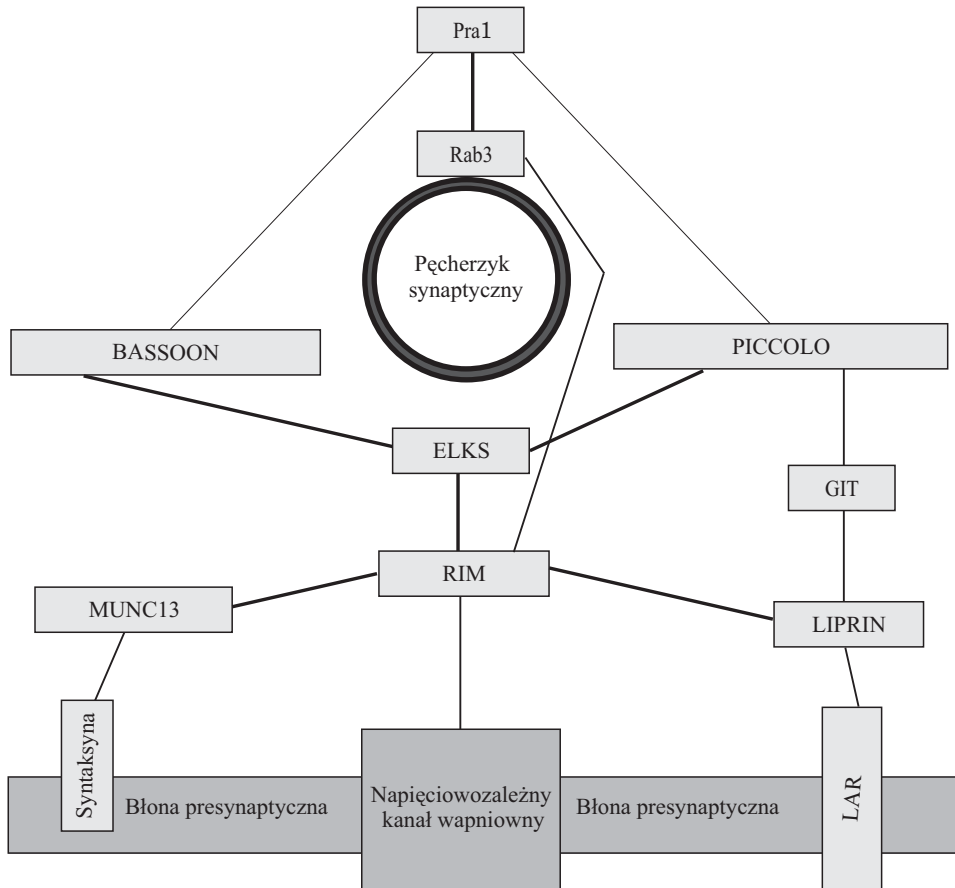 Pra1
Rab3
Pęcherzyk
synaptyczny
BASSOON
PICCOLO
ELKS
GIT
RIM
MUNC13
LIPRIN
Syntaksyna
Błona presynaptyczna
Napięciowozależny
kanał wapniowny
Błona presynaptyczna
LAR